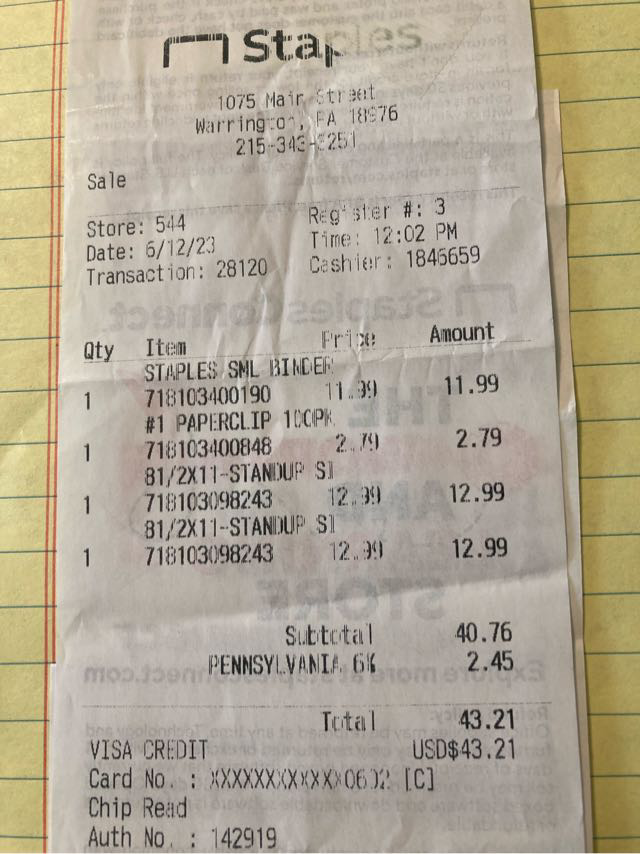 Staples
1075 Main Street
Warrington, PA 18976
215-343-3251
Sale
Store: 544 Register #: 3
Date: 6/12/23 Time: 12:02 PM
Transaction: 28120 Cashier: 1846659
Qty Item Price Amount
STAPLES SML BINDER
1 718103400190 11.99 11.99
#1 PAPERCLIP 100PK
1 718103400848 2.79 2.79
81/2X11-STANDUP SI
1 718103098243 12.99 12.99
81/2X11-STANDUP SI
1 718103098243 12.99 12.99
Subtotal 40.76
PENNSYLVANIA 6% 2.45
Total 43.21
VISA CREDIT USD$43.21
Card No. : XXXXXXXXXXXX0602 [C]
Chip Read
Auth No. : 142919